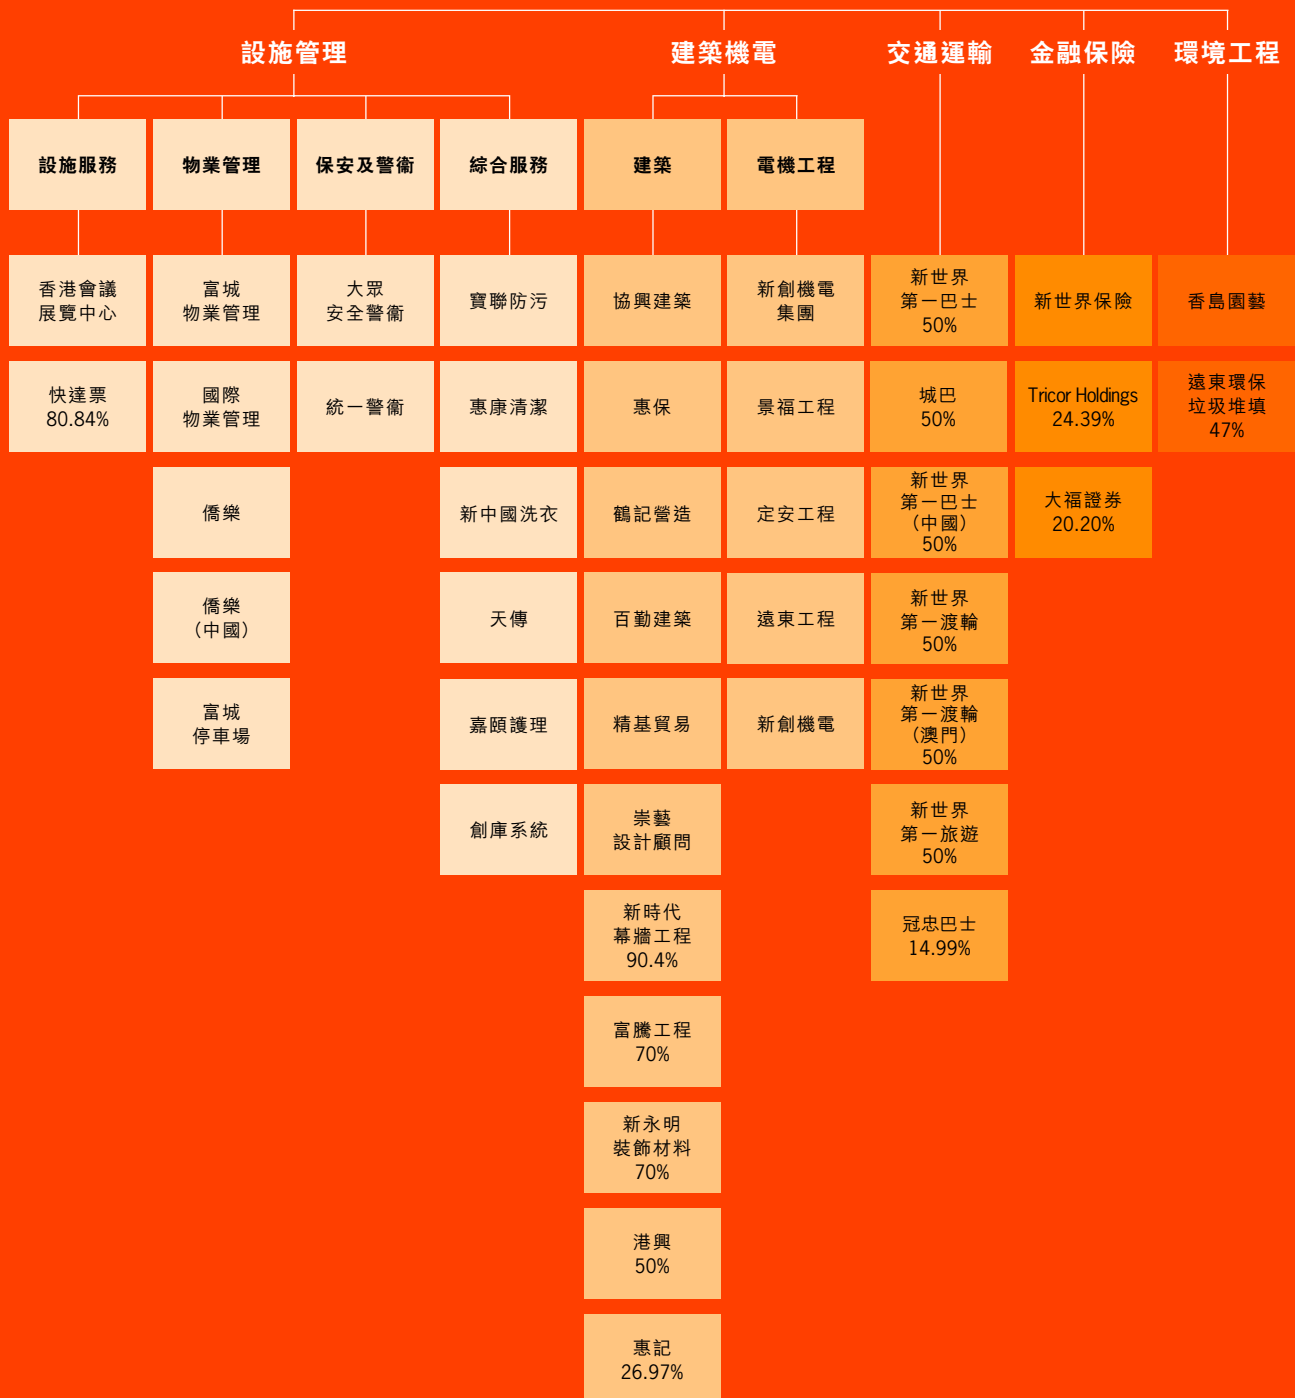 設施管理
建築機電
交通運輸
金融保險
環境工程
設施服務
物業管理
保安及警衞
綜合服務
建築
電機工程
香港會議
展覽中心
快達票
80.84%
富城
物業管理
國際
物業管理
僑樂
僑樂
（中國）
富城
停車場
大眾
安全警衞
統一警衞
寶聯防污
惠康清潔
新中國洗衣
天傳
嘉頤護理
創庫系統
協興建築
惠保
鶴記營造
百勤建築
精基貿易
崇藝
設計顧問
新時代
幕牆工程
90.4%
富騰工程
70%
新永明
裝飾材料
70%
港興
50%
惠記
26.97%
新創機電
集團
景福工程
定安工程
遠東工程
新創機電
新世界
第一巴士
50%
城巴
50%
新世界
第一巴士
（中國）
50%
新世界
第一渡輪
50%
新世界
第一渡輪
（澳門）
50%
新世界
第一旅遊
50%
冠忠巴士
14.99%
新世界保險
Tricor Holdings
24.39%
大福證券
20.20%
香島園藝
遠東環保
垃圾堆填
47%